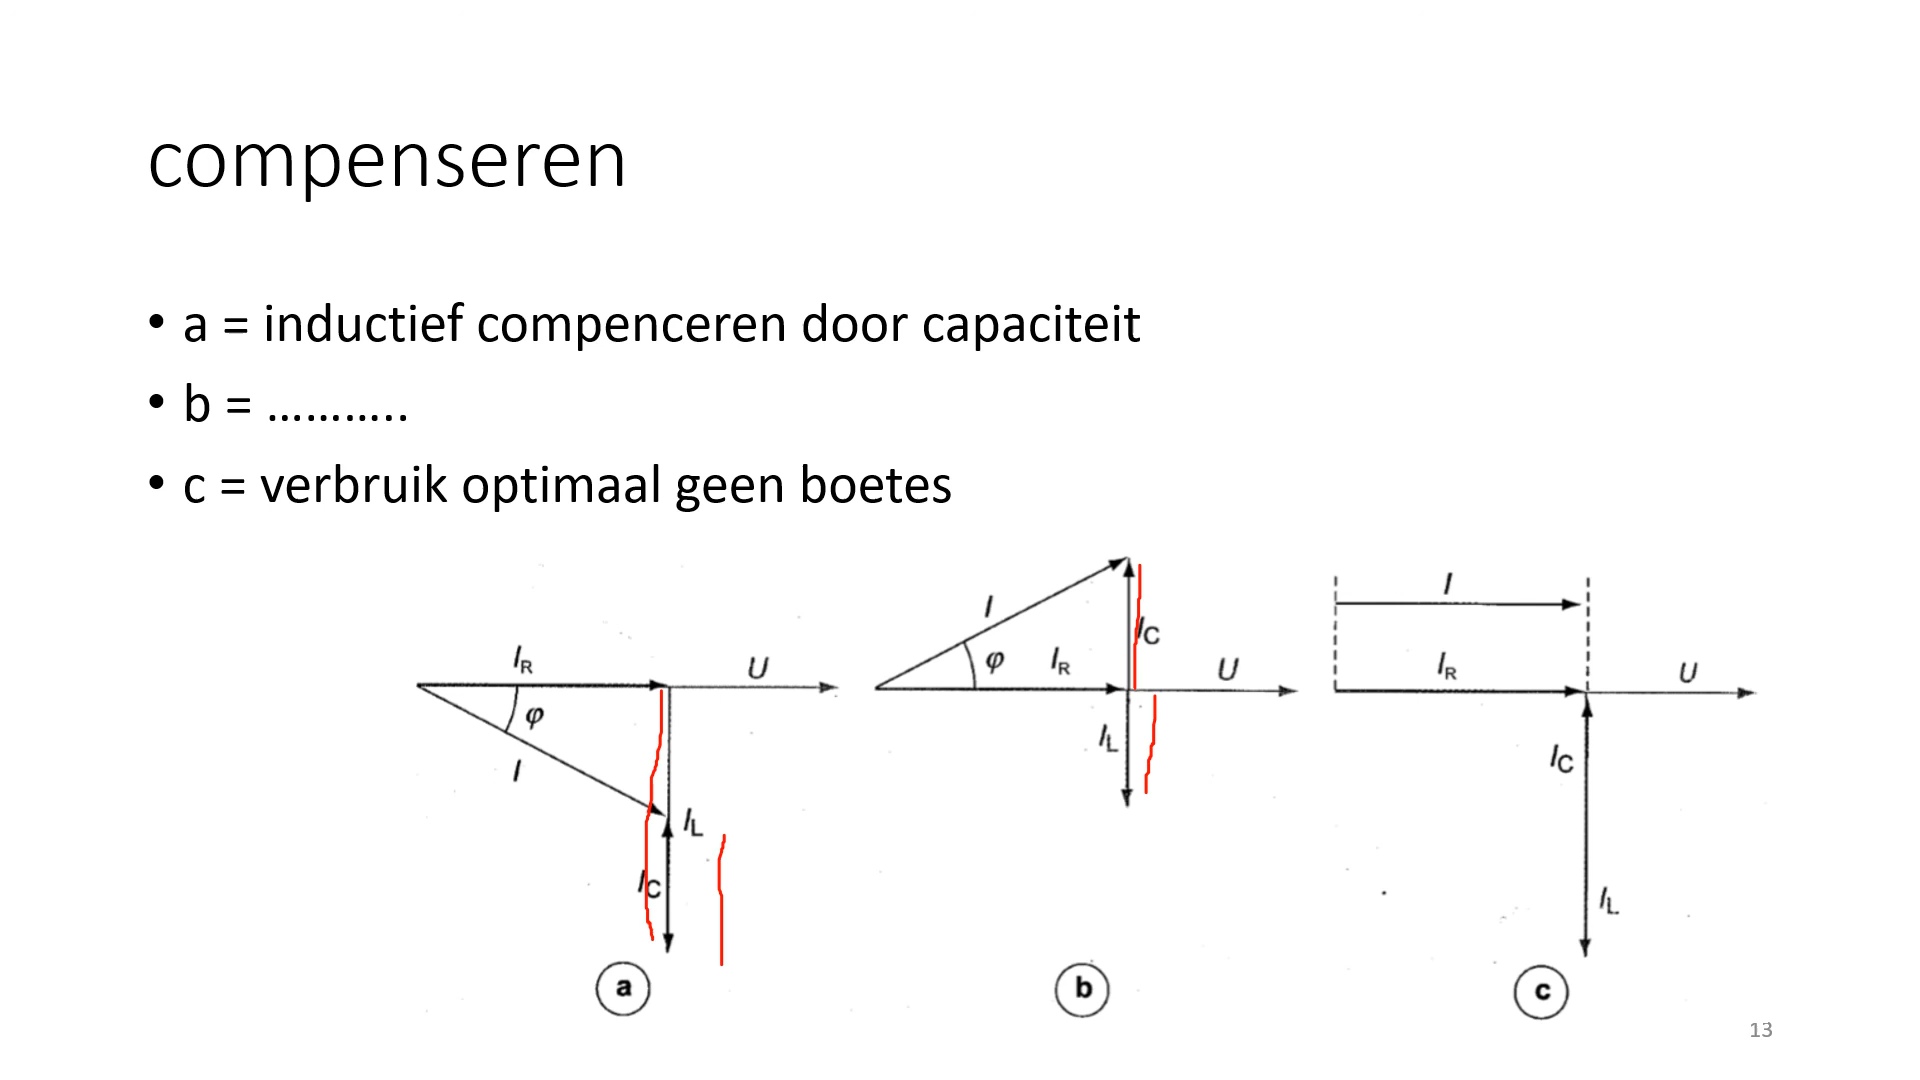 compenseren
• a = inductief compenceren door capaciteit
• b = ………..
• c = verbruik optimaal geen boetes
IR U
φ
I
IL
IC
a
I
IC
φ IR U
IL
b
I
IR U
IC
IL
c
13